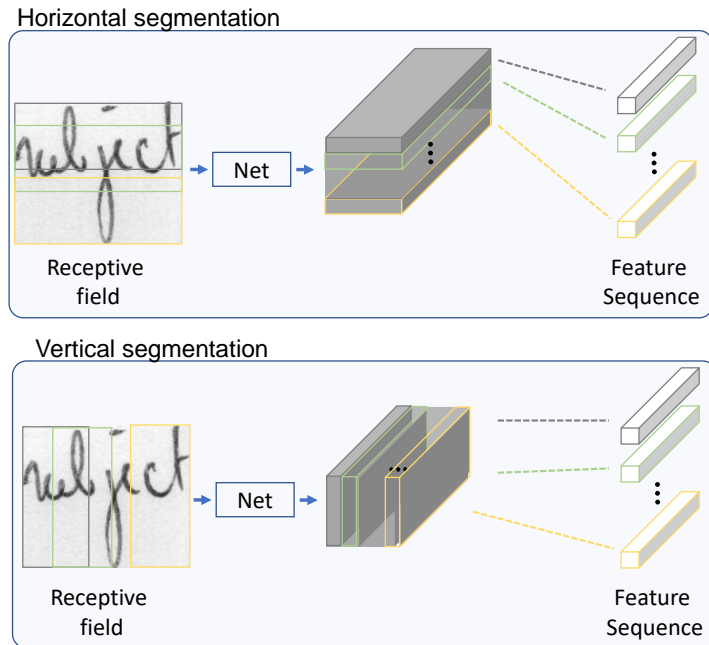 Horizontal segmentation
subject
Net
Receptive
field
Feature
Sequence
Vertical segmentation
subject
Net
Receptive
field
Feature
Sequence